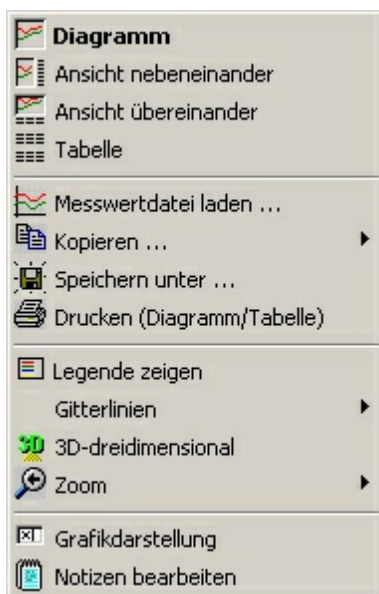 Diagramm
Ansicht nebeneinander
Ansicht übereinander
Tabelle
Messwertdatei laden ...
Kopieren ...
Speichern unter ...
Drucken (Diagramm/Tabelle)
Legende zeigen
Gitterlinien
3D 3D-dreidimensional
Zoom
Grafikdarstellung
Notizen bearbeiten